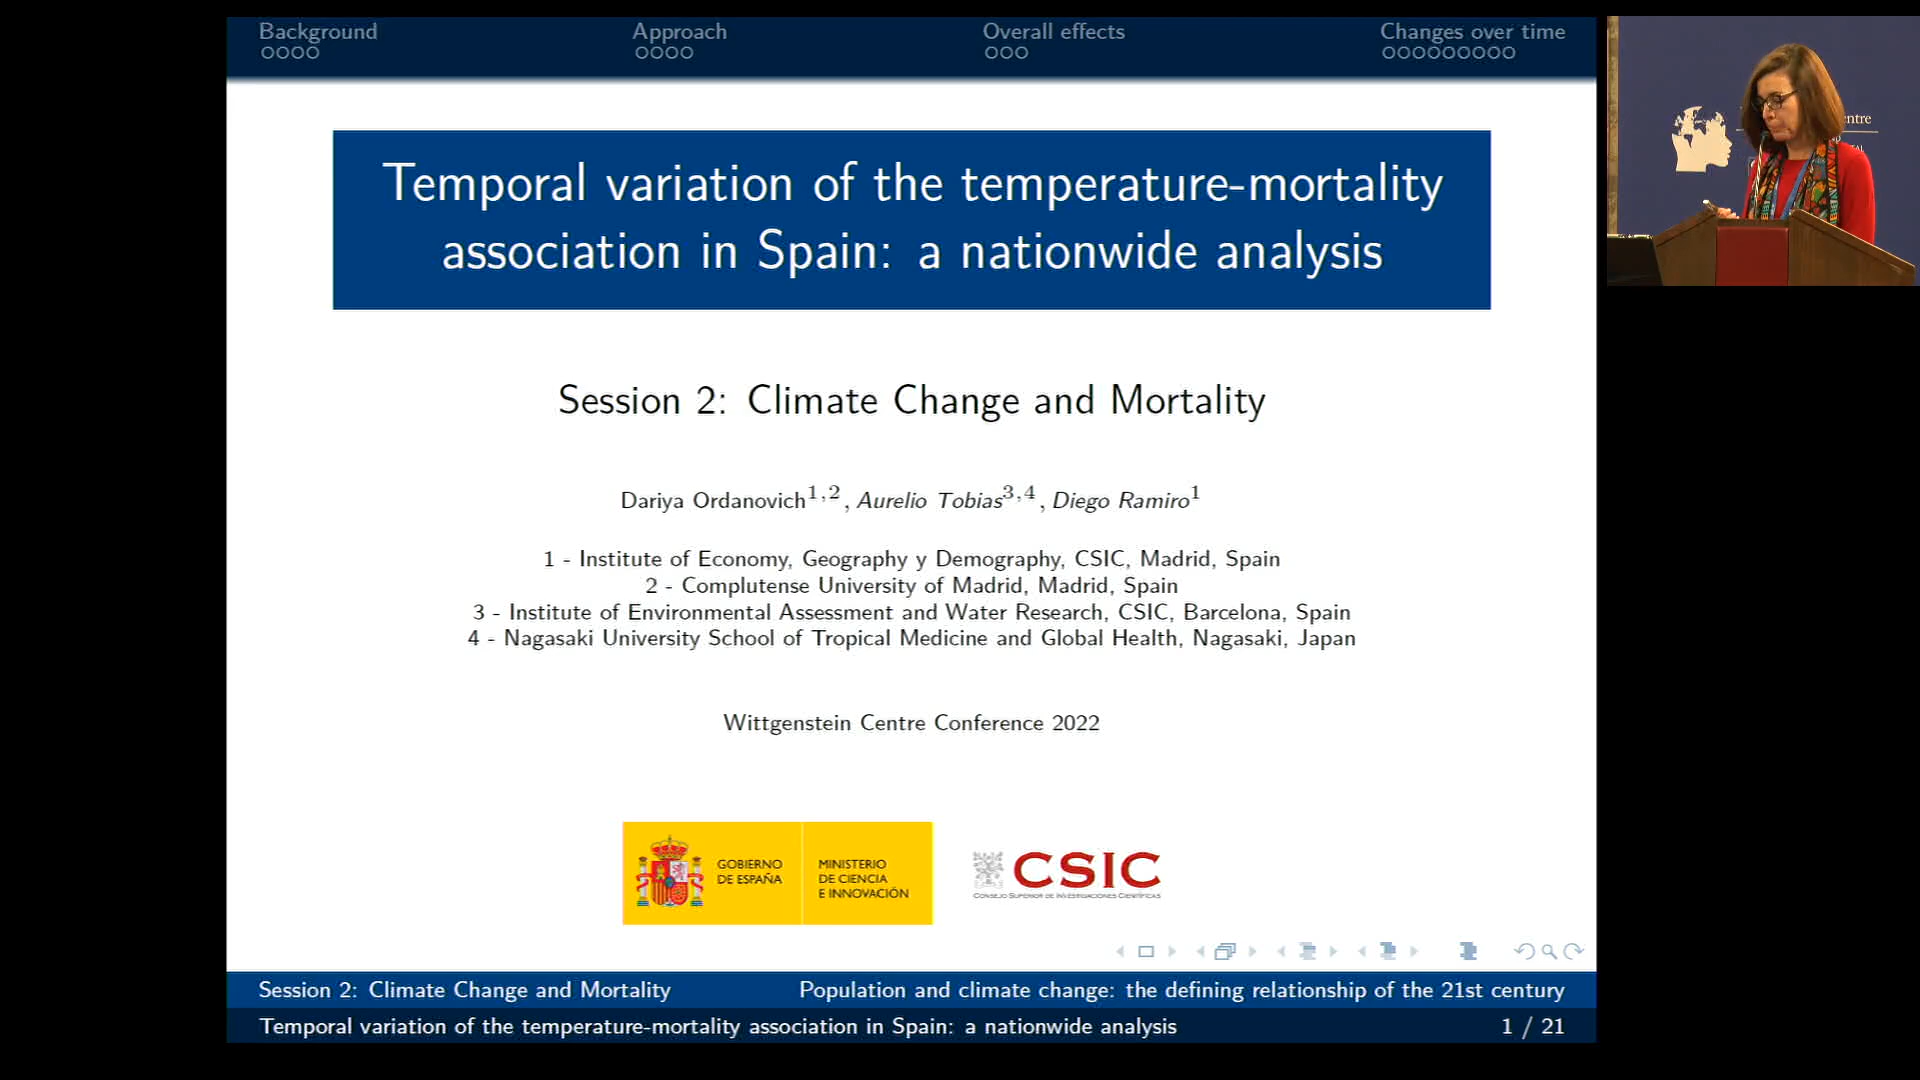 Background
Approach
Overall effects
Changes over time
Temporal variation of the temperature-mortality
association in Spain: a nationwide analysis
Session 2: Climate Change and Mortality
Dariya Ordanovich1,2, Aurelio Tobias3,4, Diego Ramiro1
1 - Institute of Economy, Geography y Demography, CSIC, Madrid, Spain
2 - Complutense University of Madrid, Madrid, Spain
3 - Institute of Environmental Assessment and Water Research, CSIC, Barcelona, Spain
4 - Nagasaki University School of Tropical Medicine and Global Health, Nagasaki, Japan
Wittgenstein Centre Conference 2022
GOBIERNO
DE ESPAÑA
MINISTERIO
DE CIENCIA
E INNOVACIÓN
CSIC
CONSEJO SUPERIOR DE INVESTIGACIONES CIENTÍFICAS
Session 2: Climate Change and Mortality
Population and climate change: the defining relationship of the 21st century
Temporal variation of the temperature-mortality association in Spain: a nationwide analysis
1 / 21